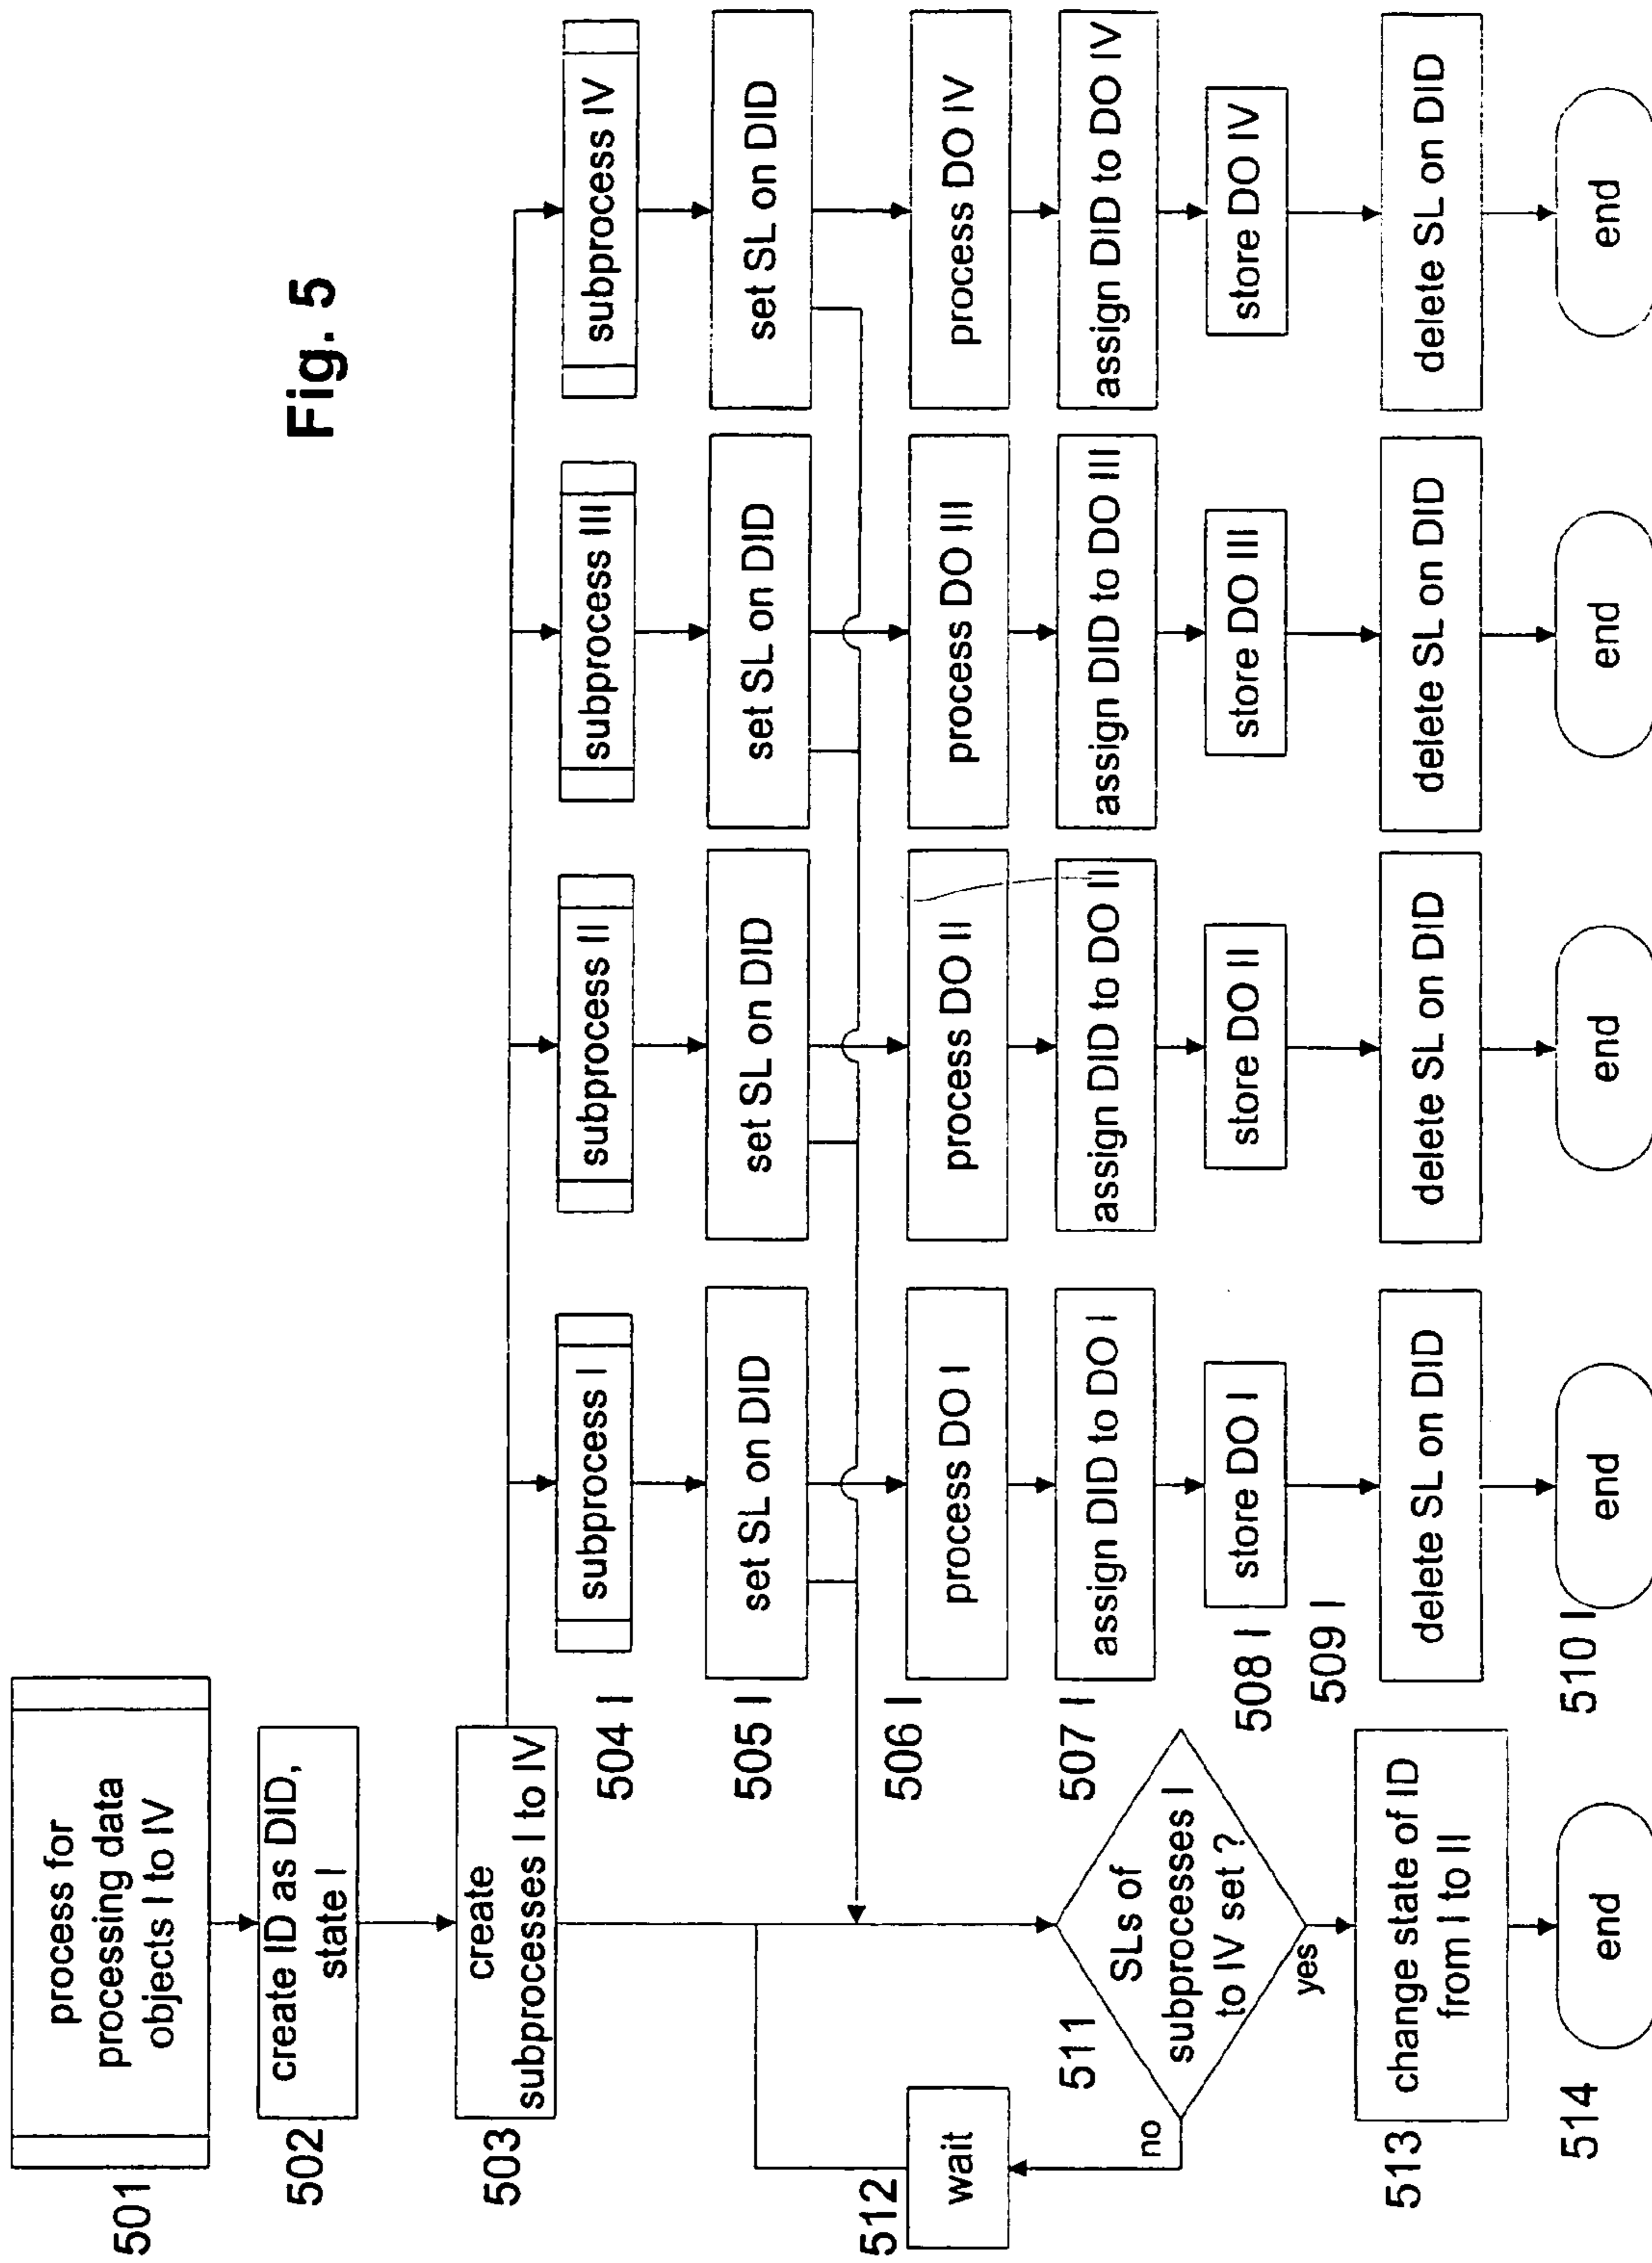 Fig. 5
501
process for
processing data
objects I to IV
502
create ID as DID,
state I
503
create
subprocesses I to IV
504 I
subprocess I
subprocess II
subprocess III
subprocess IV
505 I
set SL on DID
set SL on DID
set SL on DID
set SL on DID
506 I
process DO I
process DO II
process DO III
process DO IV
507 I
assign DID to DO I
assign DID to DO II
assign DID to DO III
assign DID to DO IV
508 I
store DO I
store DO II
store DO III
store DO IV
509 I
delete SL on DID
delete SL on DID
delete SL on DID
delete SL on DID
510 I
end
end
end
end
511
SLs of
subprocesses I
to IV set ?
no
yes
512
wait
513
change state of ID
from I to II
514
end